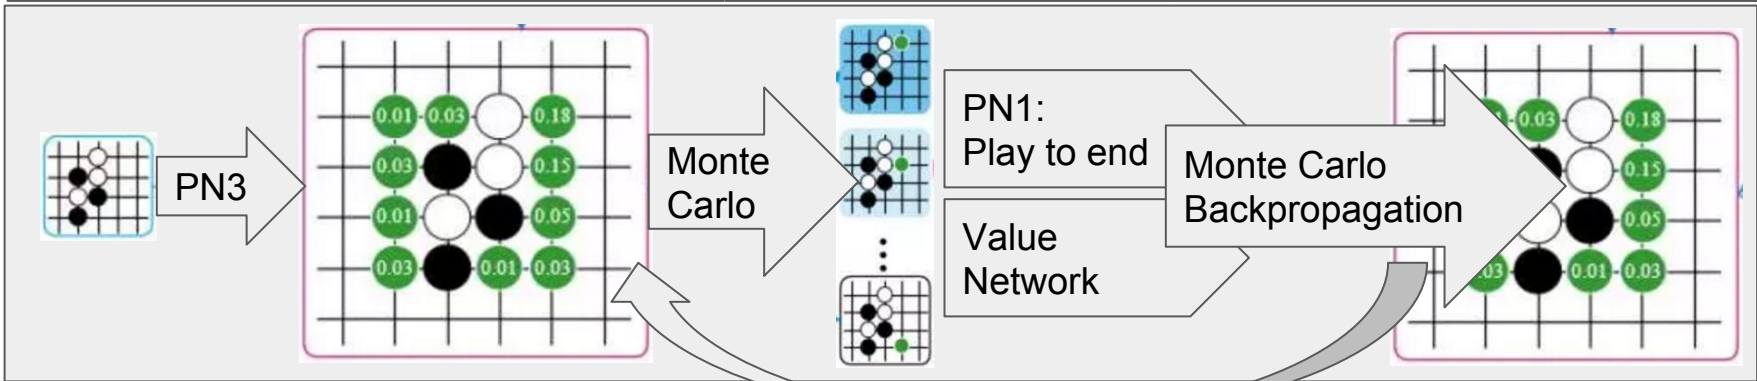 PN3
0.01 0.03 0.18
0.03 0.15
0.01 0.05
0.03 0.01 0.03
Monte
Carlo
PN1:
Play to end
Value
Network
Monte Carlo
Backpropagation
0.03 0.18
0.15
0.05
0.01 0.03